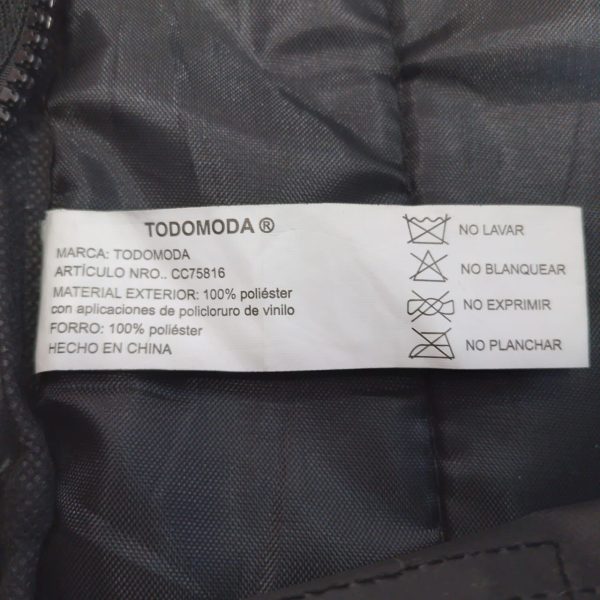 TODOMODA ®
MARCA: TODOMODA
ARTÍCULO NRO.. CC75816
MATERIAL EXTERIOR: 100% poliéster
con aplicaciones de policloruro de vinilo
FORRO: 100% poliéster
HECHO EN CHINA
NO LAVAR
NO BLANQUEAR
NO EXPRIMIR
NO PLANCHAR